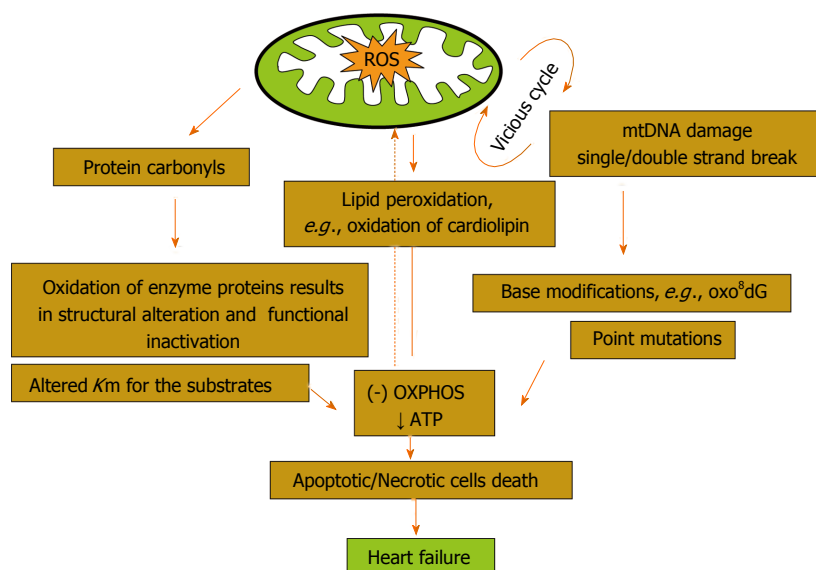 ROS
Vicious cycle
mtDNA damage
single/double strand break
Protein carbonyls
Lipid peroxidation,
e.g., oxidation of cardiolipin
Oxidation of enzyme proteins results
in structural alteration and functional
inactivation
Base modifications, e.g., oxo⁸dG
Point mutations
Altered Km for the substrates
(-) OXPHOS
↓ ATP
Apoptotic/Necrotic cells death
Heart failure